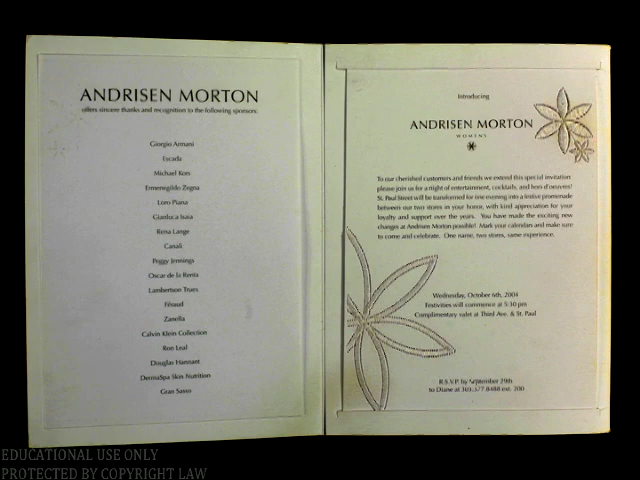 ANDRISEN MORTON
offers sincere thanks and recognition to the following sponsors:
Giorgio Armani
Escada
Michael Kors
Ermenegildo Zegna
Loro Piana
Gianluca Isaia
Rena Lange
Canali
Peggy Jennings
Oscar de la Renta
Lambertson Truex
Féraud
Zanella
Calvin Klein Collection
Ron Leal
Douglas Hannant
DermaSpa Skin Nutrition
Gran Sasso
Introducing
ANDRISEN MORTON
WOMENS
To our cherished customers and friends we extend this special invitation:
please join us for a night of entertainment, cocktails, and hors d'oeuvres!
St. Paul Street will be transformed for one evening into a festive promenade
between our two stores in your honor, with kind appreciation for your
loyalty and support over the years. You have made the exciting new
changes at Andrisen Morton possible! Mark your calendars and make sure
to come and celebrate. One name, two stores, same experience.
Wednesday, October 6th, 2004
Festivities will commence at 5:30 pm
Complimentary valet at Third Ave. & St. Paul
R.S.V.P. by September 29th
to Diane at 303.377.8488 ext. 200
EDUCATIONAL USE ONLY
PROTECTED BY COPYRIGHT LAW